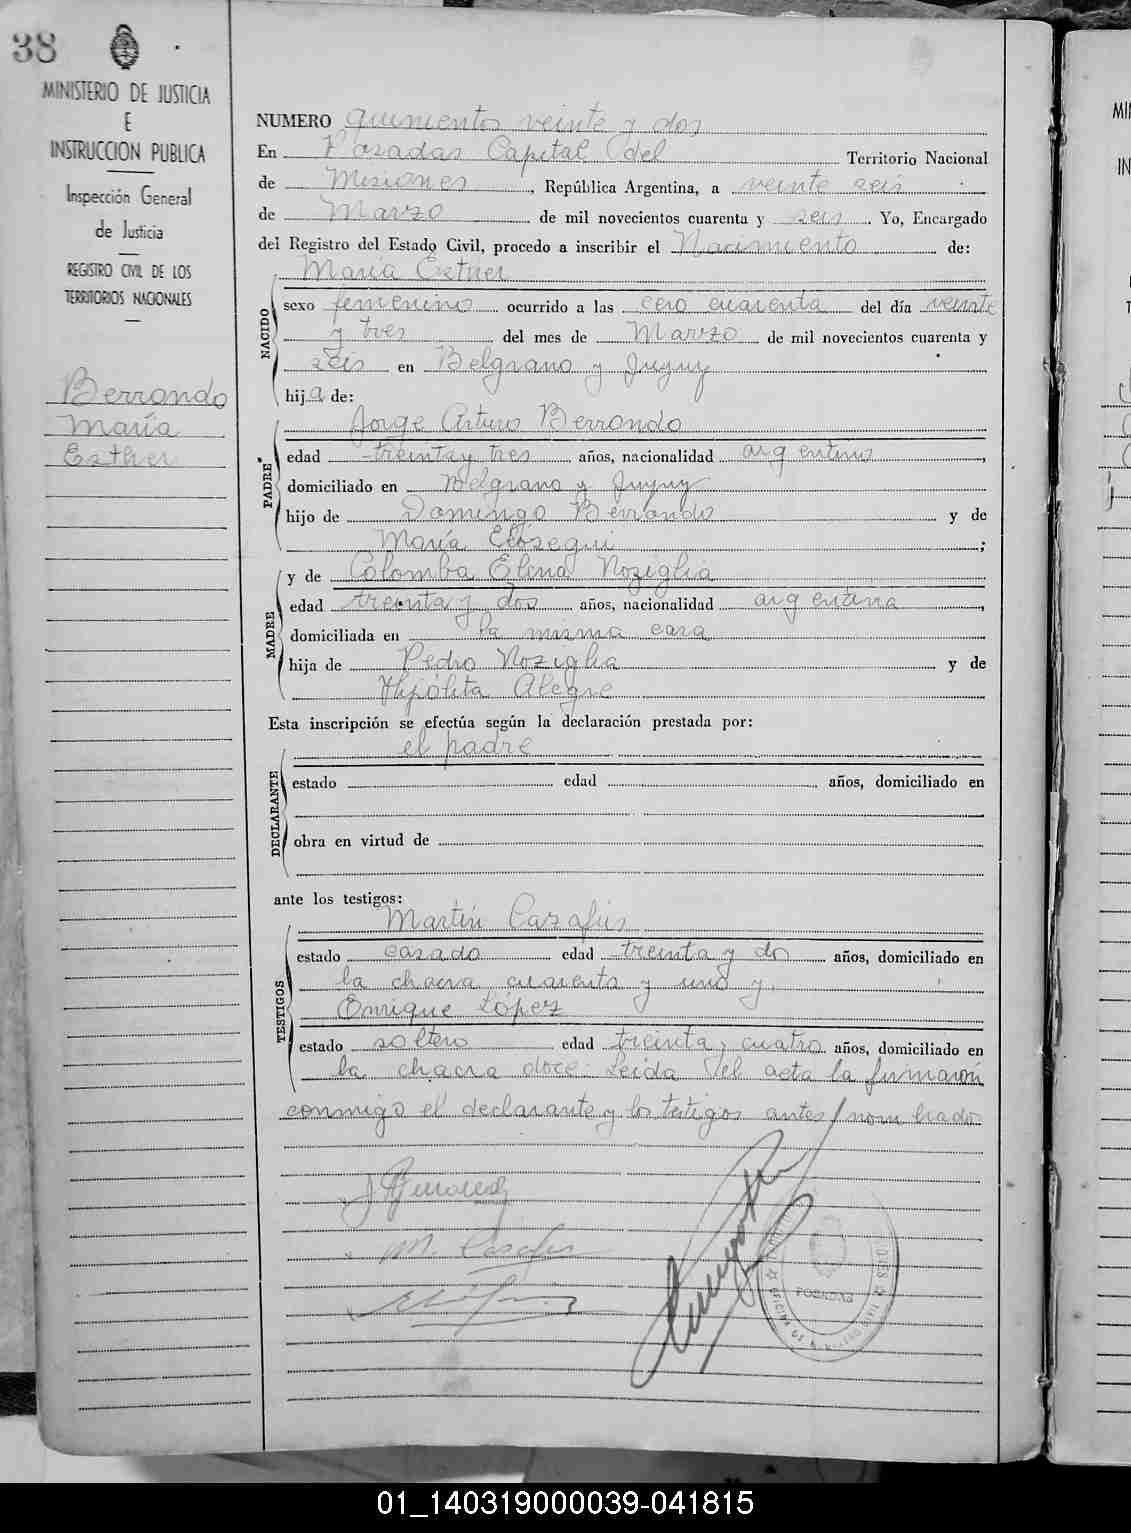 38
MINISTERIO DE JUSTICIA
E
INSTRUCCION PUBLICA
Inspección General
de Justicia
REGISTRO CIVIL DE LOS
TERRITORIOS NACIONALES
Berrondo
María
Esther
NUMERO quinientos veinte y dos
En Posadas Capital del Territorio Nacional
de Misiones, República Argentina, a veinte seis
de Marzo de mil novecientos cuarenta y seis. Yo, Encargado
del Registro del Estado Civil, procedo a inscribir el Nacimiento de:
María Esther
NACIDO
sexo femenino ocurrido a las cero cuarenta del día veinte
y tres del mes de Marzo de mil novecientos cuarenta y
seis en Belgrano y Jujuy
hija de:
Jorge Arturo Berrondo
PADRE
edad treinta y tres años, nacionalidad argentino,
domiciliado en Belgrano y Jujuy
hijo de Domingo Berrondo y de
María Elósegui;
y de Colomba Elena Noziglia
MADRE
edad treinta y dos años, nacionalidad argentina,
domiciliada en la misma casa
hija de Pedro Noziglia y de
Hipólita Alegre
Esta inscripción se efectúa según la declaración prestada por:
el padre
DECLARANTE
estado edad años, domiciliado en
obra en virtud de
ante los testigos:
Martín Cazafús
TESTIGOS
estado casado edad treinta y do años, domiciliado en
la chacra cuarenta y uno y
Enrique López
estado soltero edad treinta y cuatro años, domiciliado en
la chacra doce. Leida del acta la firmaron
conmigo el declarante y los testigos antes nombrados
POSADAS
01_140319000039-041815